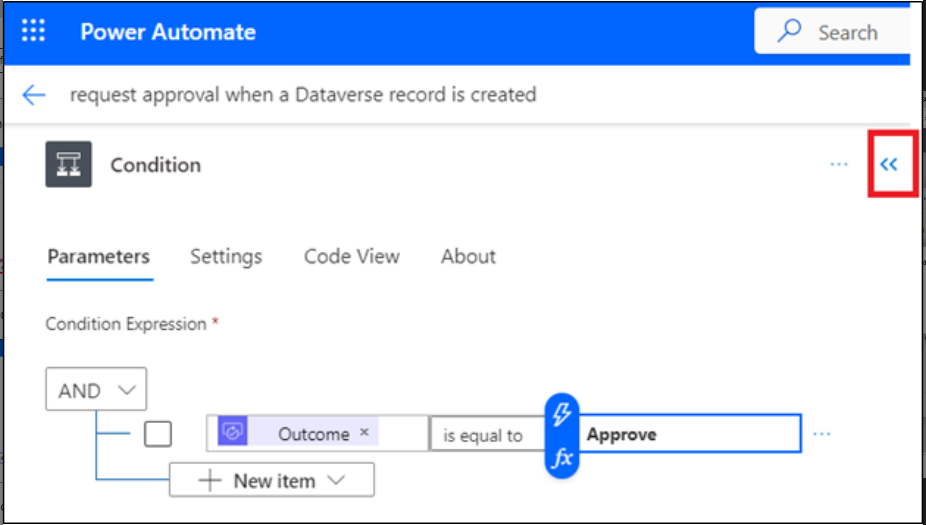 Power Automate
Search
request approval when a Dataverse record is created
Condition
Parameters Settings Code View About
Condition Expression *
AND
Outcome × is equal to fx Approve
New item